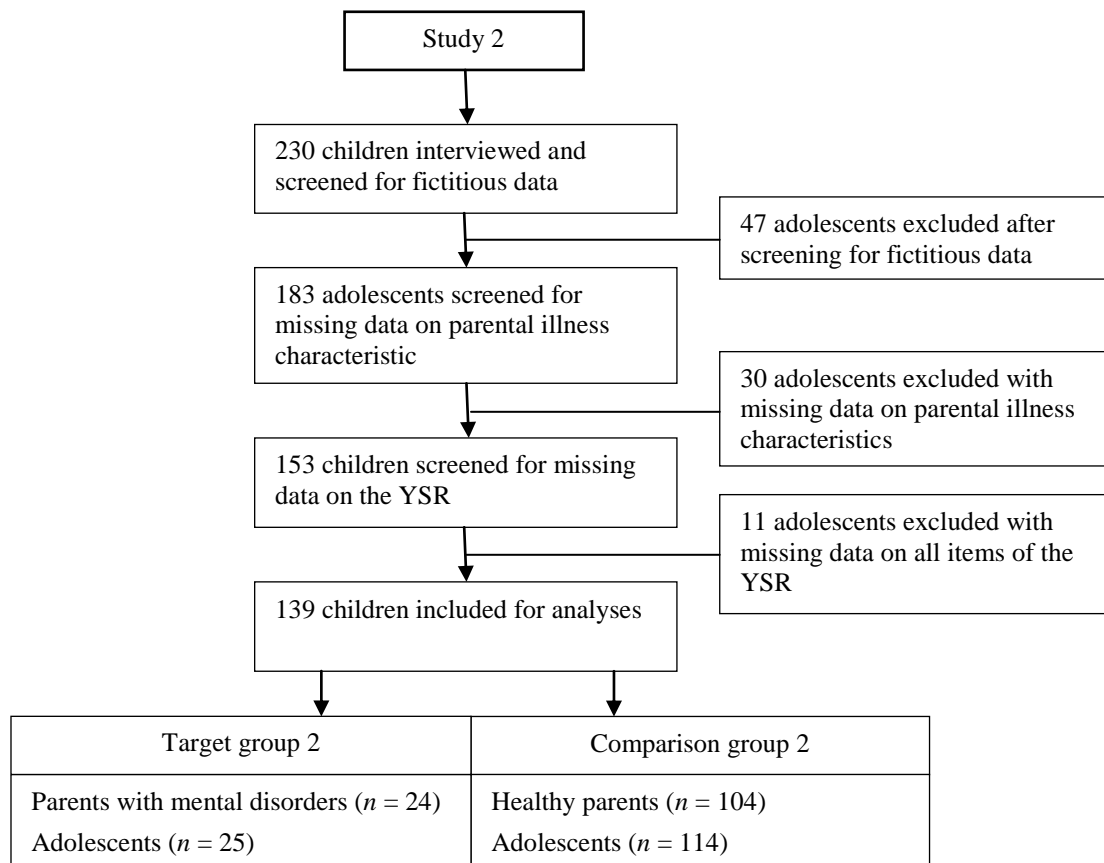 Study 2
230 children interviewed and
screened for fictitious data
47 adolescents excluded after
screening for fictitious data
183 adolescents screened for
missing data on parental illness
characteristic
30 adolescents excluded with
missing data on parental illness
characteristics
153 children screened for missing
data on the YSR
11 adolescents excluded with
missing data on all items of the
YSR
139 children included for analyses
Target group 2
Comparison group 2
Parents with mental disorders (n = 24)
Adolescents (n = 25)
Healthy parents (n = 104)
Adolescents (n = 114)